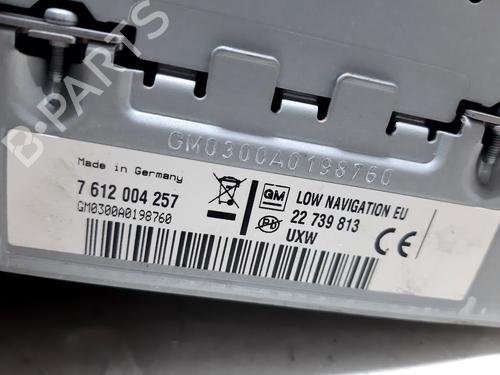 B-PARTS
GM0300A0198760
Made in Germany
7 612 004 257
GM0300A0198760
GM
LOW NAVIGATION EU
22 739 813
Pb
UXW
CE